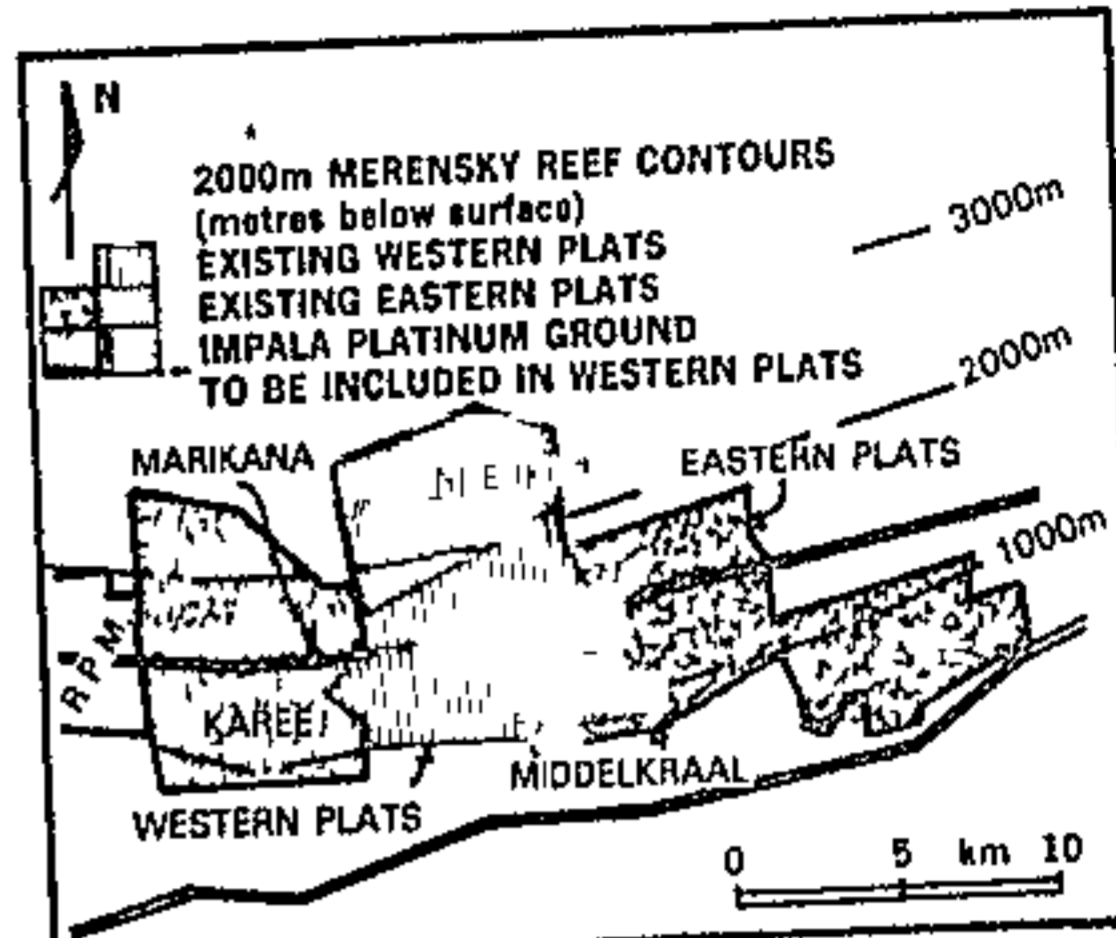 N
2000m MERENSKY REEF CONTOURS
(metres below surface)
EXISTING WESTERN PLATS
EXISTING EASTERN PLATS
IMPALA PLATINUM GROUND
TO BE INCLUDED IN WESTERN PLATS
3000m
2000m
MARIKANA
EASTERN PLATS
1000m
R.P.M.
KAREE
MIDDELKRAAL
WESTERN PLATS
0 5 km 10